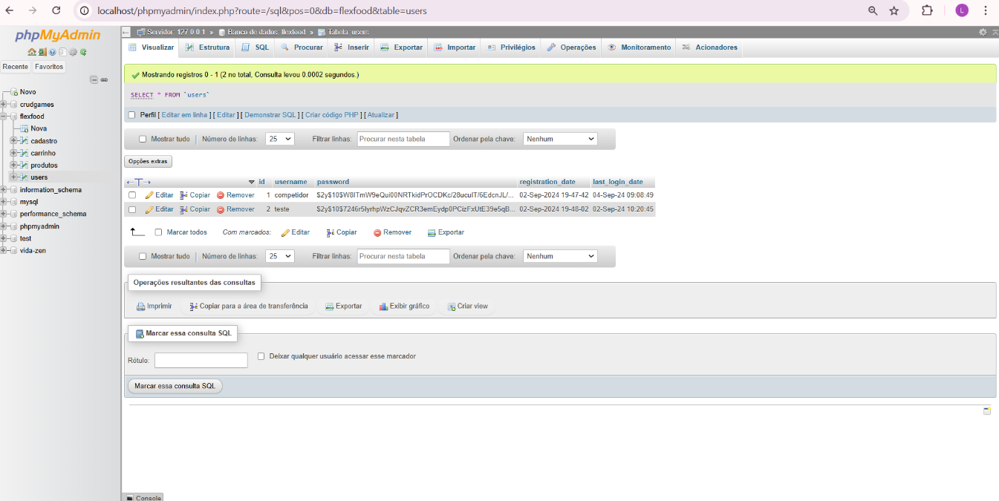 localhost/phpmyadmin/index.php?route=/sql&pos=0&db=flexfood&table=users
L
phpMyAdmin
Recente Favoritos
Novo
crudgames
flexfood
Nova
cadastro
carrinho
produtos
users
information_schema
mysql
performance_schema
phpmyadmin
test
vida-zen
Servidor: 127.0.0.1 » Banco de dados: flexfood » Tabela: users
Visualizar Estrutura SQL Procurar Inserir Exportar Importar Privilégios Operações Monitoramento Acionadores
Mostrando registros 0 - 1 (2 no total, Consulta levou 0.0002 segundos.)
SELECT * FROM `users`
Perfil [ Editar em linha ] [ Editar ] [ Demonstrar SQL ] [ Criar código PHP ] [ Atualizar ]
Mostrar tudo | Número de linhas: 25 Filtrar linhas: Procurar nesta tabela Ordenar pela chave: Nenhum
Opções extras
←T→ id username password registration_date last_login_date
Editar Copiar Remover 1 competidor 02-Sep-2024 19-47-42 04-Sep-24 09:08:49
Editar Copiar Remover 2 teste 02-Sep-2024 19-48-02 02-Sep-24 10:20:45
Marcar todos Com marcados: Editar Copiar Remover Exportar
Mostrar tudo | Número de linhas: 25 Filtrar linhas: Procurar nesta tabela Ordenar pela chave: Nenhum
Operações resultantes das consultas
Imprimir Copiar para a área de transferência Exportar Exibir gráfico Criar view
Marcar essa consulta SQL
Rótulo: Deixar qualquer usuário acessar esse marcador
Marcar essa consulta SQL
Console